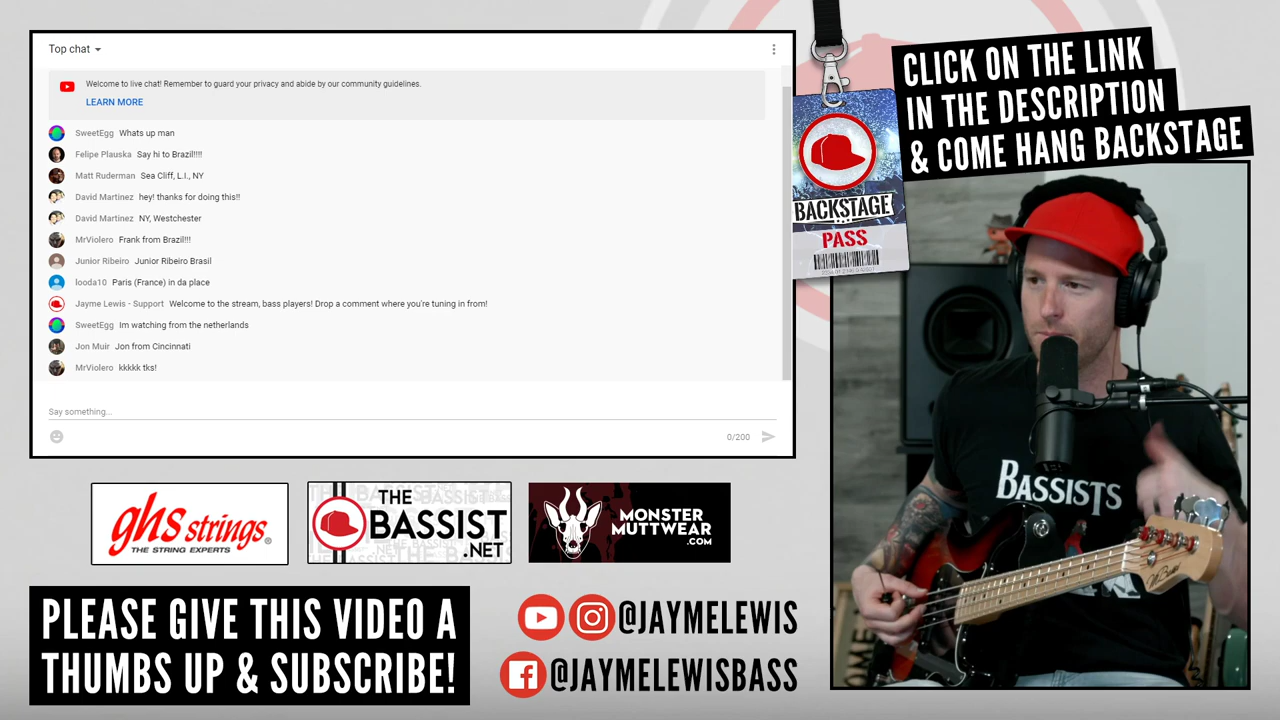 Top chat
Welcome to live chat! Remember to guard your privacy and abide by our community guidelines.
LEARN MORE
SweetEgg Whats up man
Felipe Plauska Say hi to Brazil!!!!
Matt Ruderman Sea Cliff, L.I., NY
David Martinez hey! thanks for doing this!!
David Martinez NY, Westchester
MrViolero Frank from Brazil!!!
Junior Ribeiro Junior Ribeiro Brasil
looda10 Paris (France) in da place
Jayme Lewis - Support Welcome to the stream, bass players! Drop a comment where you're tuning in from!
SweetEgg Im watching from the netherlands
Jon Muir Jon from Cincinnati
MrViolero kkkkk tks!
Say something...
0/200
CLICK ON THE LINK
IN THE DESCRIPTION
& COME HANG BACKSTAGE
BACKSTAGE
PASS
BASSISTS
ghs strings®
THE STRING EXPERTS
THE
BASSIST
.NET
MONSTER
MUTTWEAR
.COM
PLEASE GIVE THIS VIDEO A
THUMBS UP & SUBSCRIBE!
@JAYMELEWIS
@JAYMELEWISBASS